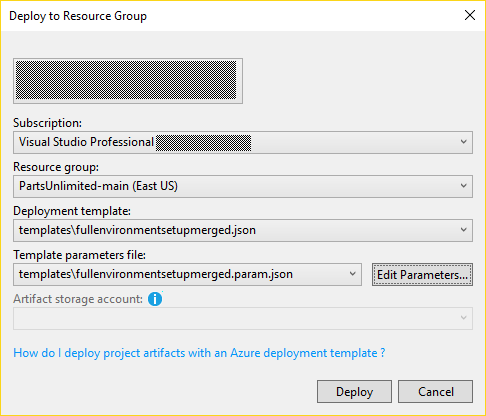 Deploy to Resource Group
Subscription:
Visual Studio Professional
Resource group:
PartsUnlimited-main (East US)
Deployment template:
templates\fullenvironmentsetupmerged.json
Template parameters file:
templates\fullenvironmentsetupmerged.param.json
Edit Parameters...
Artifact storage account:
How do I deploy project artifacts with an Azure deployment template ?
Deploy
Cancel